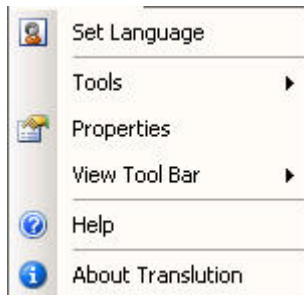 Set Language
Tools
Properties
View Tool Bar
Help
About Translution